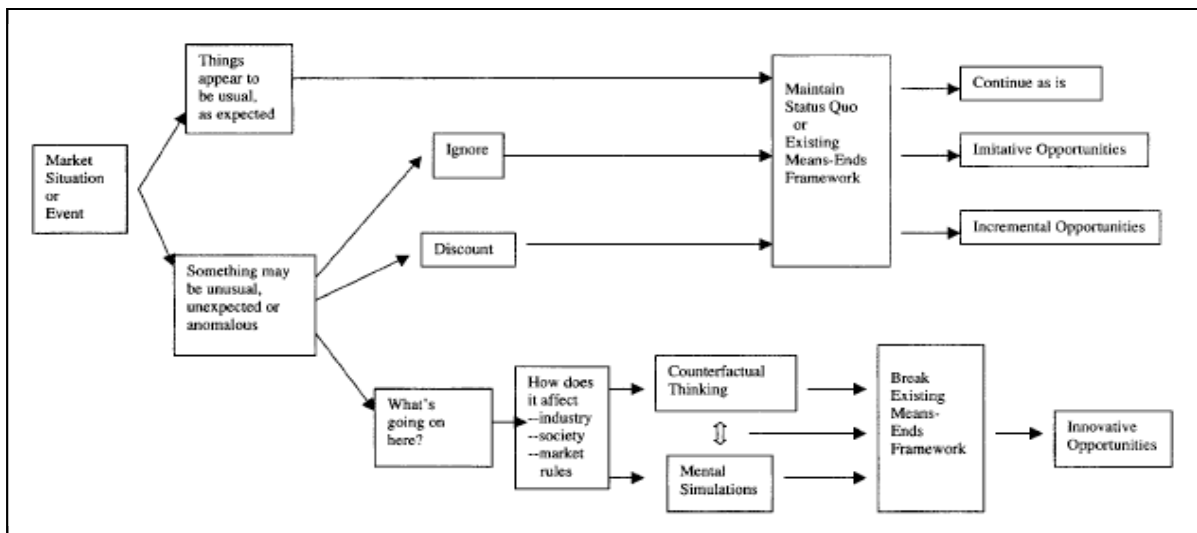 Things
appear to
be usual,
as expected
Market
Situation
or
Event
Something may
be unusual,
unexpected or
anomalous
Ignore
Discount
Maintain
Status Quo
or
Existing
Means-Ends
Framework
Continue as is
Imitative Opportunities
Incremental Opportunities
What's
going on
here?
How does
it affect
--industry
--society
--market
rules
Counterfactual
Thinking
Mental
Simulations
Break
Existing
Means-
Ends
Framework
Innovative
Opportunities